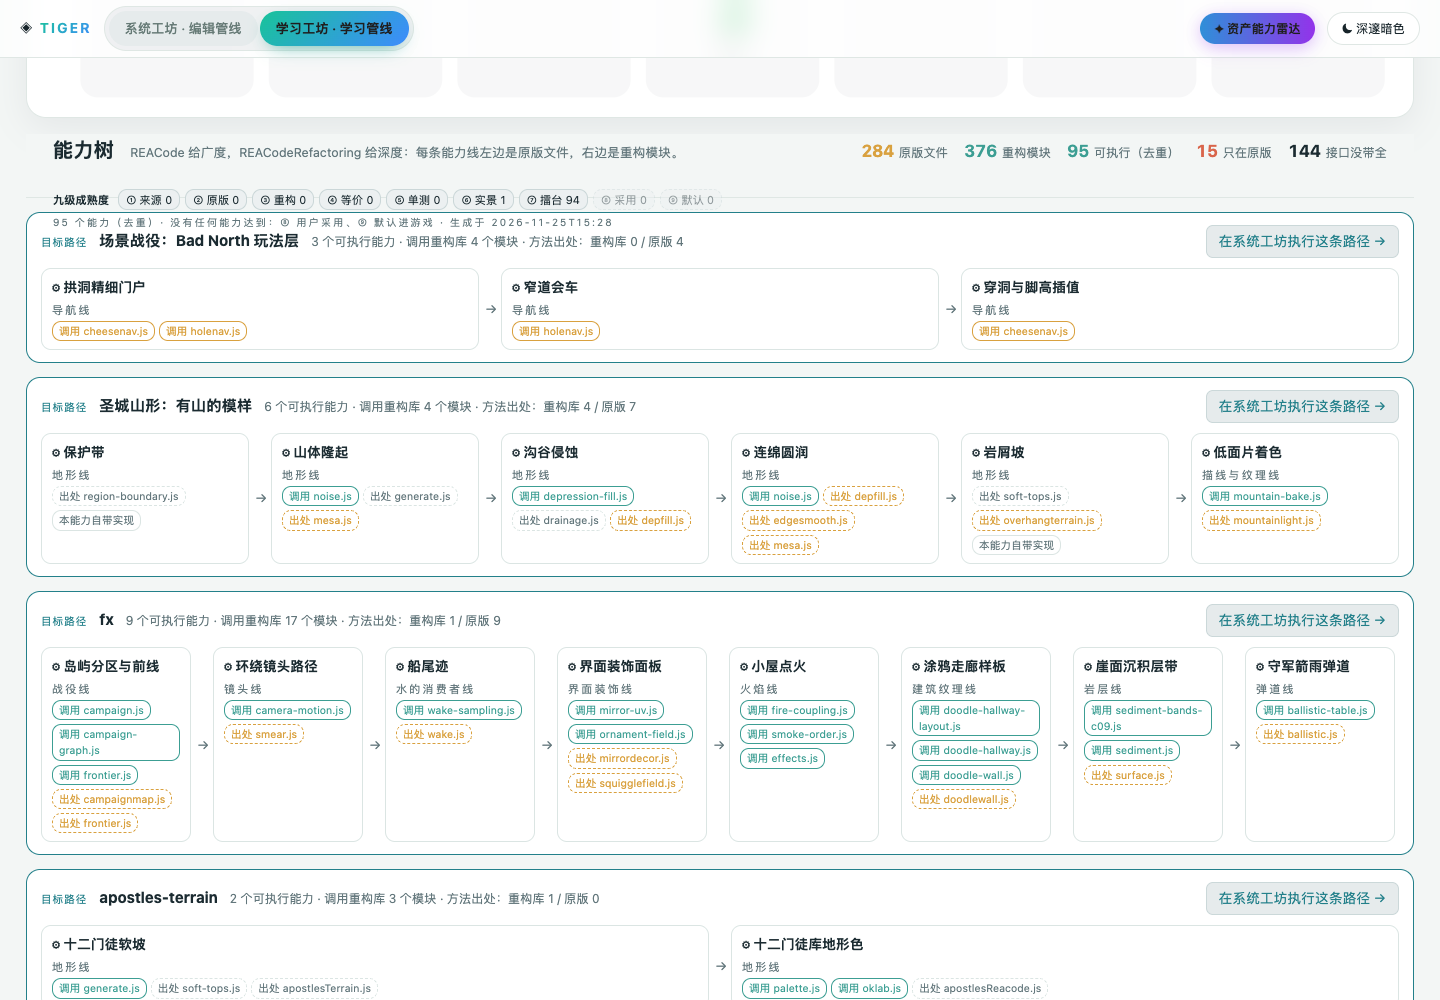 ◈ TIGER
系统工坊 · 编辑管线
学习工坊 · 学习管线
✦ 资产能力雷达
深邃暗色
能力树
REACode 给广度，REACodeRefactoring 给深度：每条能力线左边是原版文件，右边是重构模块。
284 原版文件
376 重构模块
95 可执行（去重）
15 只在原版
144 接口没带全
九级成熟度
① 来源 0
② 原版 0
③ 重构 0
④ 等价 0
⑤ 单测 0
⑥ 实景 1
⑦ 擂台 94
⑧ 采用 0
⑨ 默认 0
95 个能力（去重）· 没有任何能力达到：⑧ 用户采用、⑨ 默认进游戏 · 生成于 2026-11-25T15:28
目标路径 场景战役：Bad North 玩法层 3 个可执行能力 · 调用重构库 4 个模块 · 方法出处：重构库 0 / 原版 4
在系统工坊执行这条路径 →
⚙ 拱洞精细门户
导航线
调用 cheesenav.js
调用 holenav.js
→
⚙ 窄道会车
导航线
调用 holenav.js
→
⚙ 穿洞与脚高插值
导航线
调用 cheesenav.js
目标路径 圣城山形：有山的模样 6 个可执行能力 · 调用重构库 4 个模块 · 方法出处：重构库 4 / 原版 7
在系统工坊执行这条路径 →
⚙ 保护带
地形线
出处 region-boundary.js
本能力自带实现
→
⚙ 山体隆起
地形线
调用 noise.js
出处 generate.js
出处 mesa.js
→
⚙ 沟谷侵蚀
地形线
调用 depression-fill.js
出处 drainage.js
出处 depfill.js
→
⚙ 连绵圆润
地形线
调用 noise.js
出处 depfill.js
出处 edgesmooth.js
出处 mesa.js
→
⚙ 岩屑坡
地形线
出处 soft-tops.js
出处 overhangterrain.js
本能力自带实现
→
⚙ 低面片着色
描线与纹理线
调用 mountain-bake.js
出处 mountainlight.js
目标路径 fx 9 个可执行能力 · 调用重构库 17 个模块 · 方法出处：重构库 1 / 原版 9
在系统工坊执行这条路径 →
⚙ 岛屿分区与前线
战役线
调用 campaign.js
调用 campaign-
graph.js
调用 frontier.js
出处 campaignmap.js
出处 frontier.js
→
⚙ 环绕镜头路径
镜头线
调用 camera-motion.js
出处 smear.js
→
⚙ 船尾迹
水的消费者线
调用 wake-sampling.js
出处 wake.js
→
⚙ 界面装饰面板
界面装饰线
调用 mirror-uv.js
调用 ornament-field.js
出处 mirrordecor.js
出处 squigglefield.js
→
⚙ 小屋点火
火焰线
调用 fire-coupling.js
调用 smoke-order.js
调用 effects.js
→
⚙ 涂鸦走廊样板
建筑纹理线
调用 doodle-hallway-
layout.js
调用 doodle-hallway.js
调用 doodle-wall.js
出处 doodlewall.js
→
⚙ 崖面沉积层带
岩层线
调用 sediment-bands-
c09.js
调用 sediment.js
出处 surface.js
→
⚙ 守军箭雨弹道
弹道线
调用 ballistic-table.js
出处 ballistic.js
目标路径 apostles-terrain 2 个可执行能力 · 调用重构库 3 个模块 · 方法出处：重构库 1 / 原版 0
在系统工坊执行这条路径 →
⚙ 十二门徒软坡
地形线
调用 generate.js
出处 soft-tops.js
出处 apostlesTerrain.js
→
⚙ 十二门徒库地形色
地形线
调用 palette.js
调用 oklab.js
出处 apostlesReacode.js